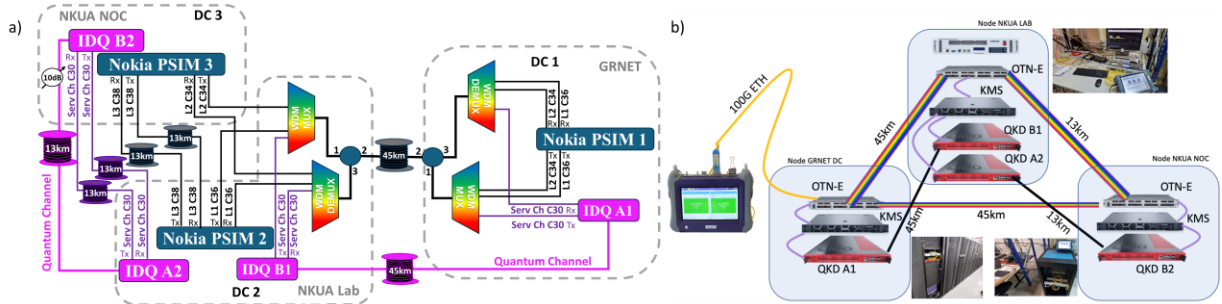 a)
NKUA NOC
DC 3
IDQ B2
Rx
Tx
10dB
Serv Ch C30
Serv Ch C30
Nokia PSIM 3
Rx
Tx
L3 C38
L3 C38
Rx
Tx
L2 C34
L2 C34
13km
13km
13km
13km
13km
Quantum Channel
Tx
Rx
L3 C38
L3 C38
Tx
Rx
L1 C36
L1 C36
Nokia PSIM 2
IDQ A2
DC 2
WDM MUX
WDM DEMUX
1
2
3
45km
Serv Ch C30
Serv Ch C30
Tx
Rx
IDQ B1
NKUA Lab
45km
Quantum Channel
2
3
1
DC 1
GRNET
WDM DEMUX
WDM MUX
L2 C34
L1 C36
Rx
Rx
Nokia PSIM 1
Tx
Tx
L2 C34
L1 C36
Serv Ch C30 Rx
Serv Ch C30 Tx
IDQ A1
b)
Node NKUA LAB
OTN-E
KMS
QKD B1
QKD A2
100G ETH
45km
13km
Node GRNET DC
OTN-E
KMS
QKD A1
45km
45km
13km
Node NKUA NOC
OTN-E
KMS
QKD B2